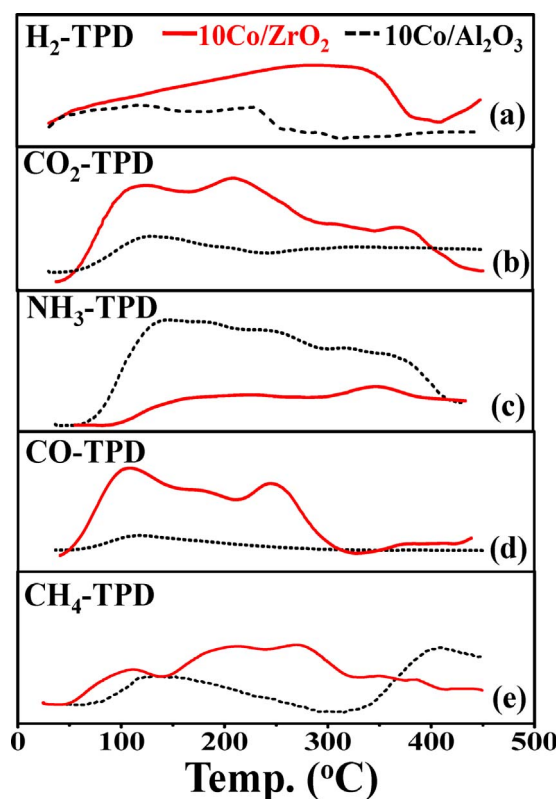 H₂-TPD 10Co/ZrO₂ 10Co/Al₂O₃
(a)
CO₂-TPD
(b)
NH₃-TPD
(c)
CO-TPD
(d)
CH₄-TPD
(e)
0 100 200 300 400 500
Temp. (°C)